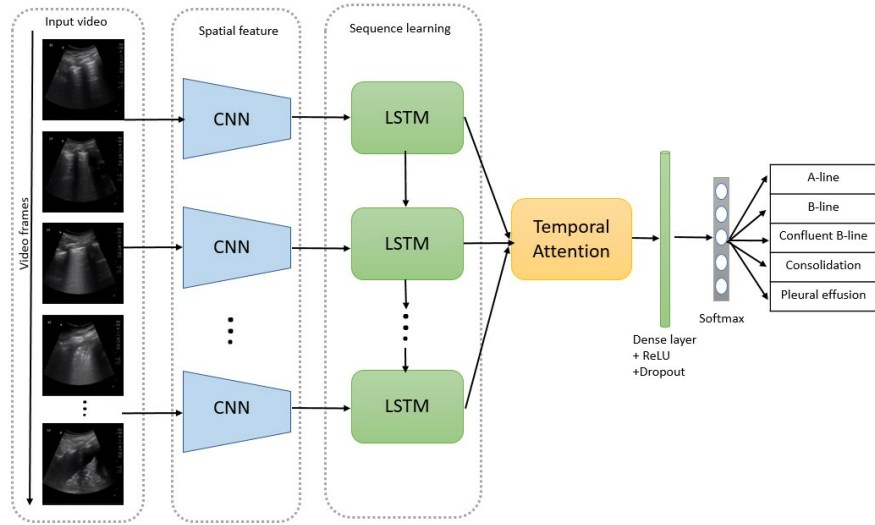 Input video
Spatial feature
Sequence learning
Video frames
CNN
LSTM
CNN
LSTM
CNN
LSTM
Temporal
Attention
Dense layer
+ ReLU
+Dropout
Softmax
A-line
B-line
Confluent B-line
Consolidation
Pleural effusion